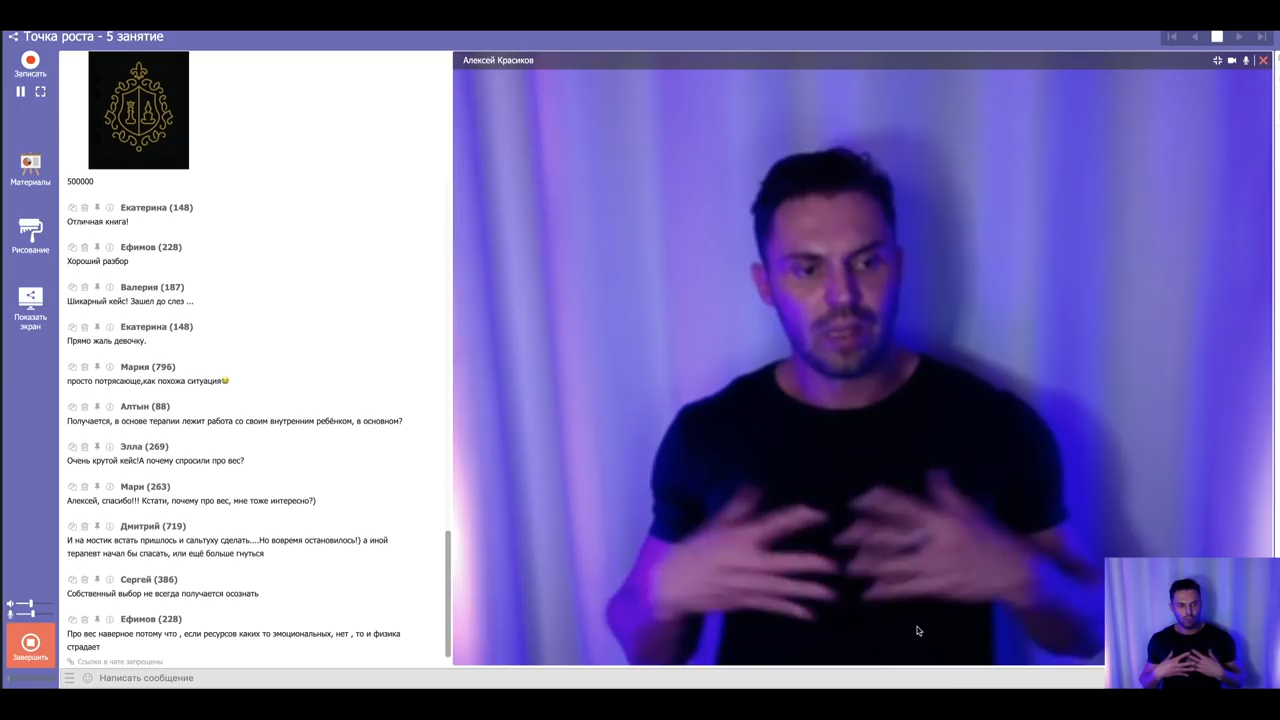 Точка роста - 5 занятие
Записать
Материалы
Рисование
Показать
экран
Завершить
500000
Екатерина (148)
Отличная книга!
Ефимов (228)
Хороший разбор
Валерия (187)
Шикарный кейс! Зашел до слез ...
Екатерина (148)
Прямо жаль девочку.
Мария (796)
просто потрясающе,как похожа ситуация😂
Алтын (88)
Получается, в основе терапии лежит работа со своим внутренним ребёнком, в основном?
Элла (269)
Очень крутой кейс!А почему спросили про вес?
Мари (263)
Алексей, спасибо!!! Кстати, почему про вес, мне тоже интересно?)
Дмитрий (719)
И на мостик встать пришлось и сальтуху сделать....Но вовремя остановилось!) а иной
терапевт начал бы спасать, или ещё больше гнуться
Сергей (386)
Собственный выбор не всегда получается осознать
Ефимов (228)
Про вес наверное потому что , если ресурсов каких то эмоциональных, нет , то и физика
страдает
Ссылки в чате запрещены
Написать сообщение
Алексей Красиков